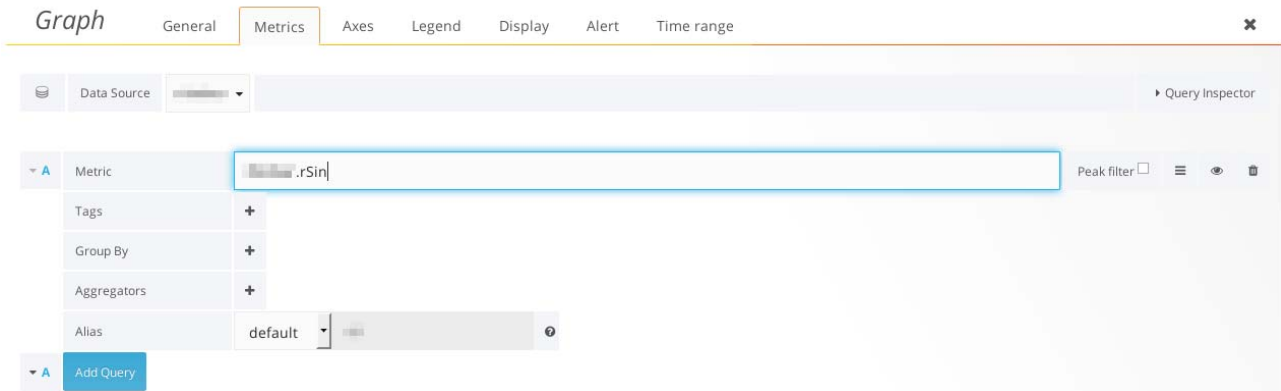 Graph General Metrics Axes Legend Display Alert Time range
Data Source Query Inspector
A Metric .rSin Peak filter
Tags +
Group By +
Aggregators +
Alias default
A Add Query